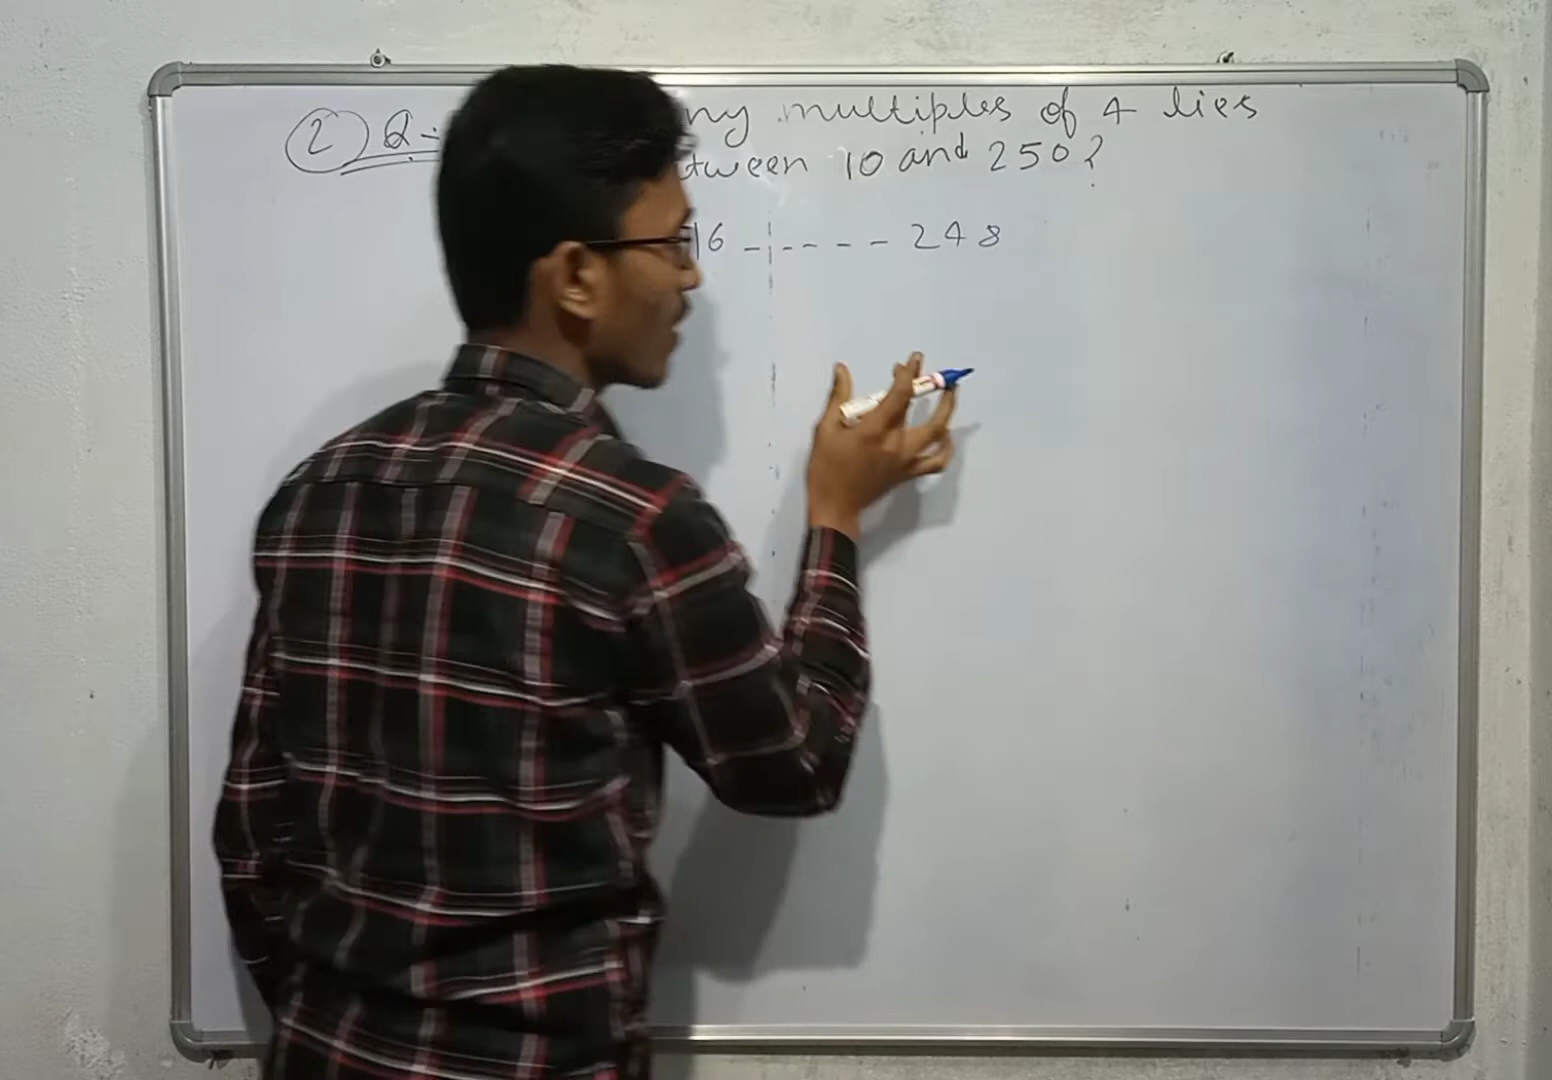 2) Q:- ny multiples of 4 lies
tween 10 and 250?
16 ------ 248